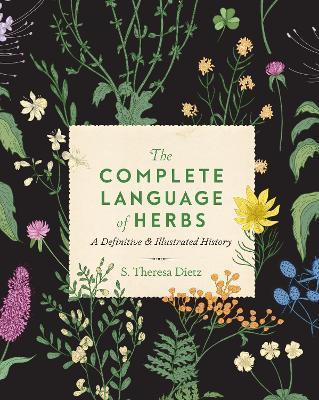 The
COMPLETE
LANGUAGE
of HERBS
A Definitive & Illustrated History
S. Theresa Dietz